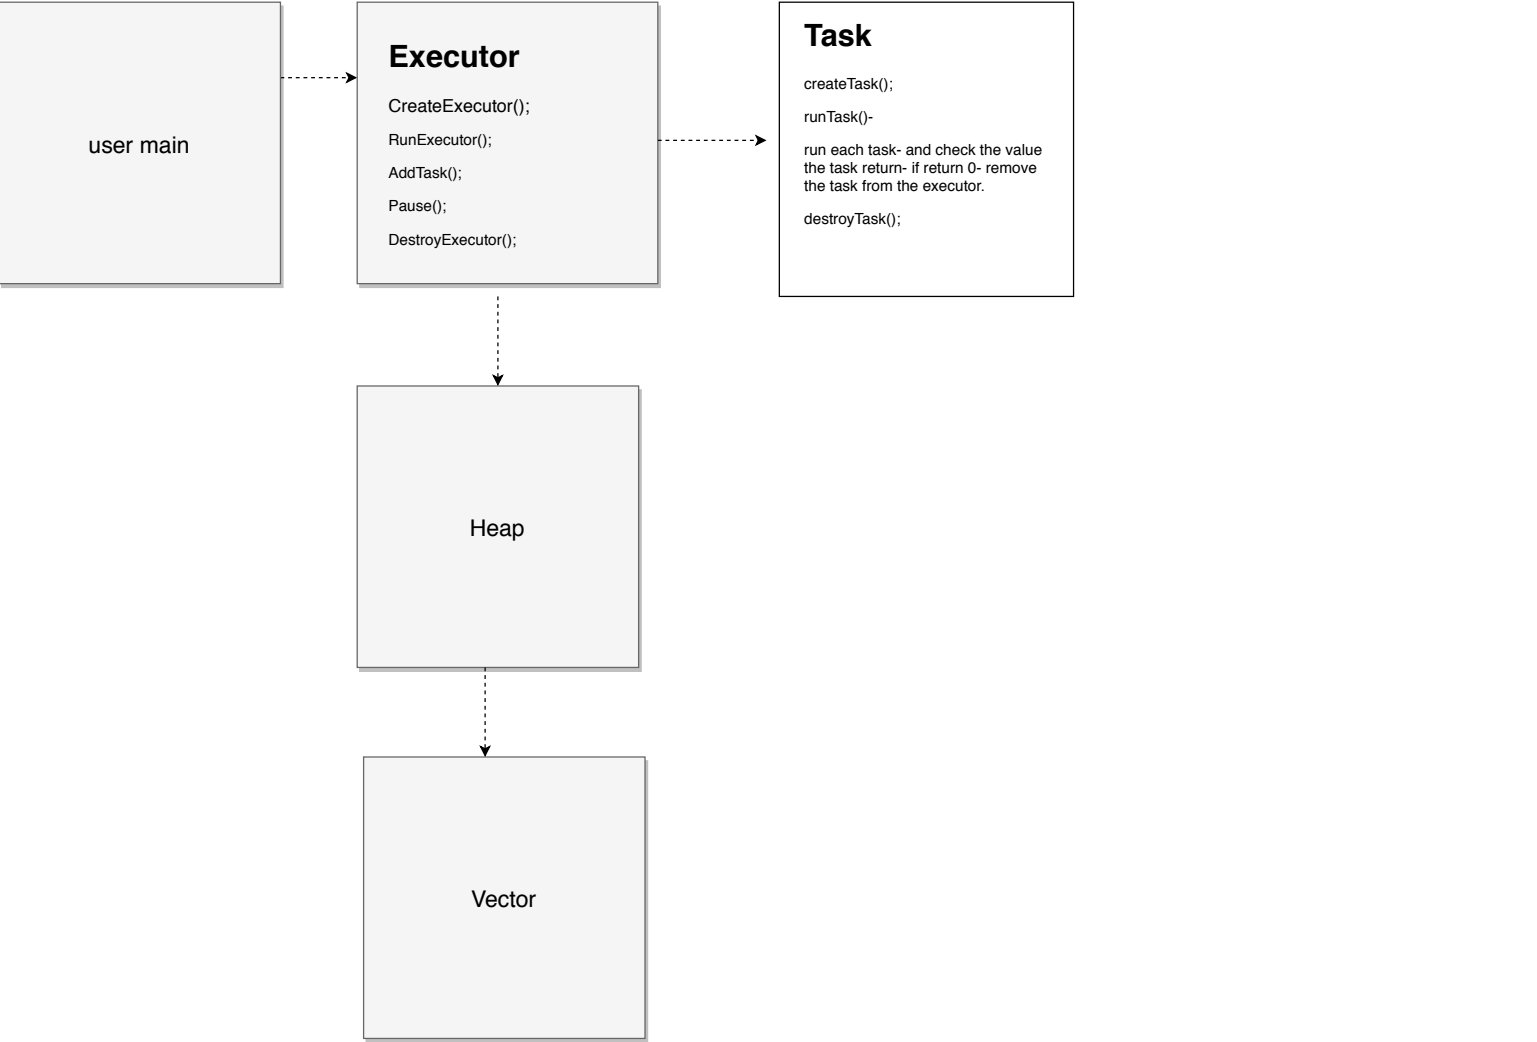 user main
Executor
CreateExecutor();
RunExecutor();
AddTask();
Pause();
DestroyExecutor();
Task
createTask();
runTask()-
run each task- and check the value
the task return- if return 0- remove
the task from the executor.
destroyTask();
Heap
Vector